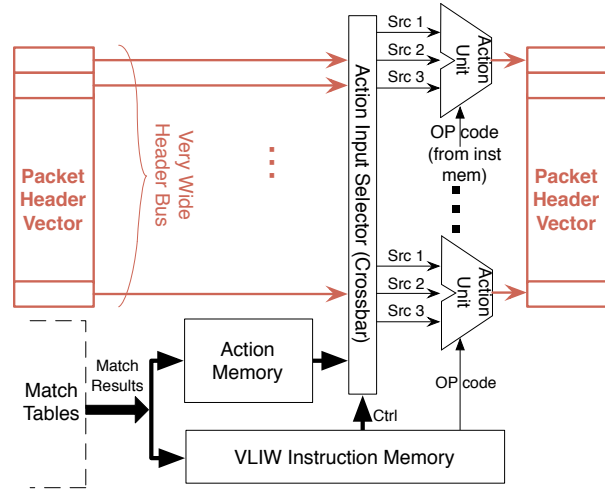 Packet
Header
Vector
Very Wide
Header Bus
Action Input Selector (Crossbar)
Src 1
Src 2
Src 3
Action
Unit
OP code
(from inst
mem)
Src 1
Src 2
Src 3
Action
Unit
OP code
Packet
Header
Vector
Match
Tables
Match
Results
Action
Memory
Ctrl
VLIW Instruction Memory